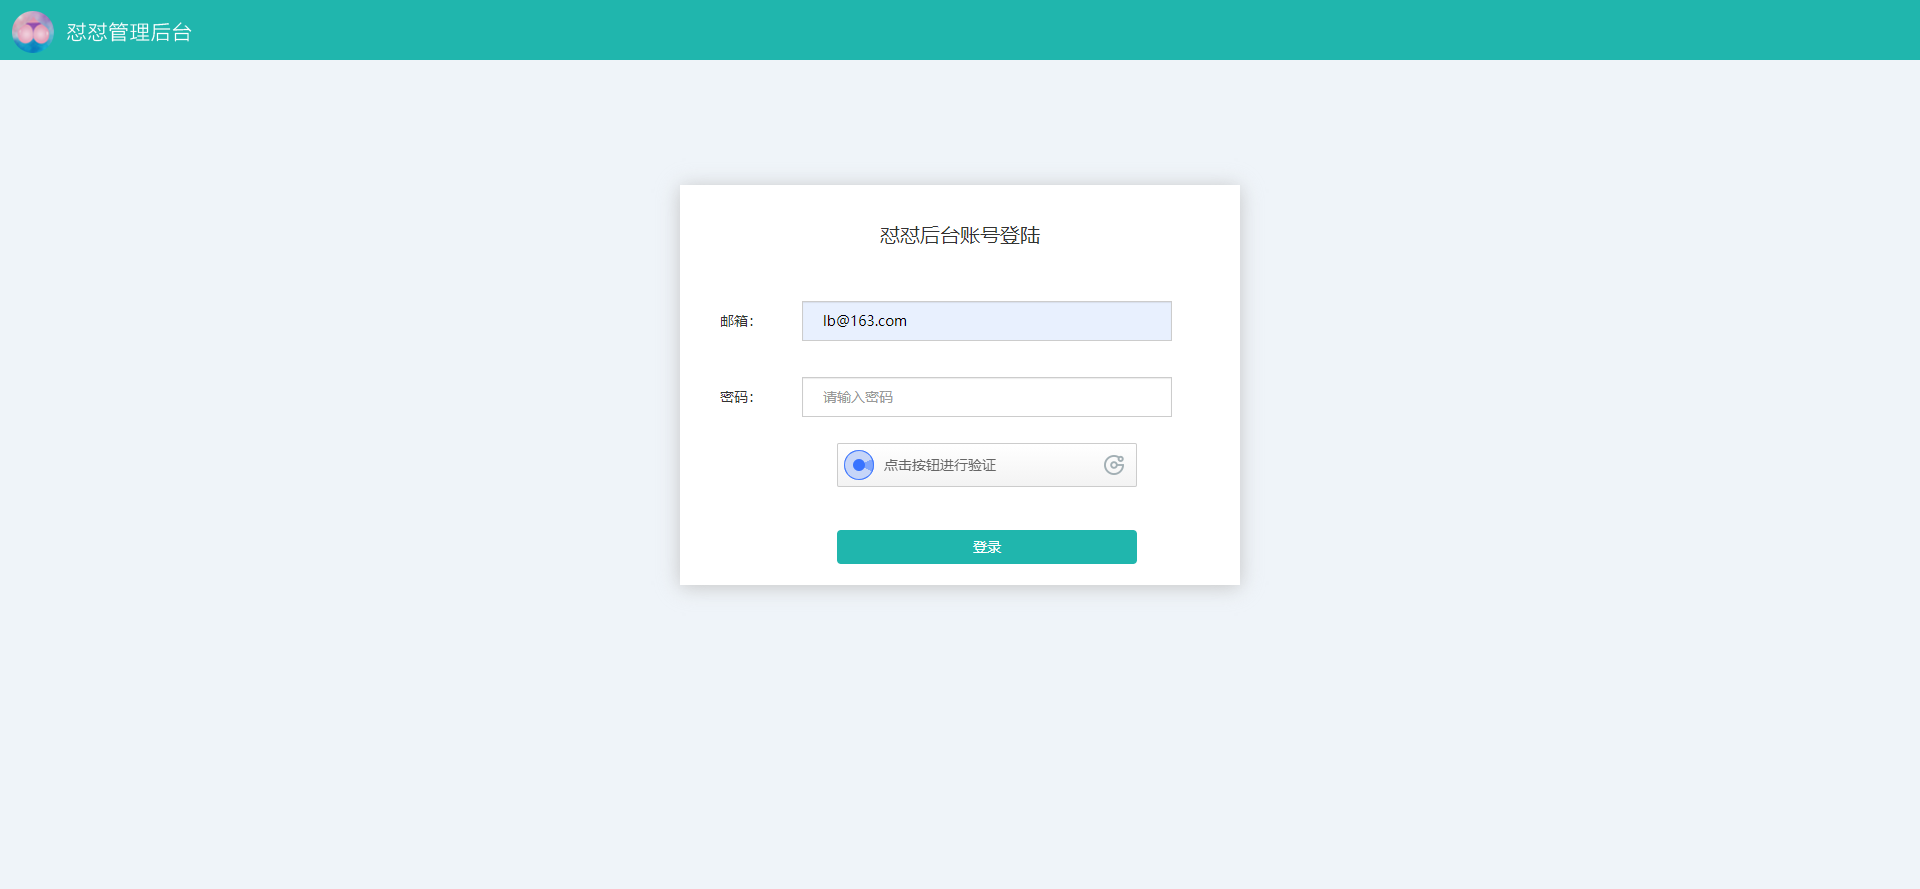 怼怼管理后台
怼怼后台账号登陆
邮箱：
lb@163.com
密码：
请输入密码
点击按钮进行验证
登录